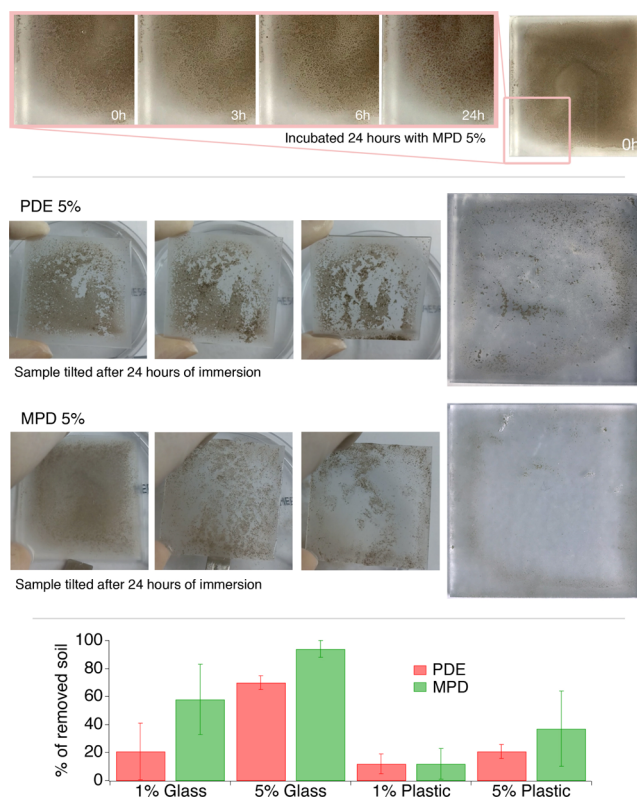 0h
3h
6h
24h
0h
Incubated 24 hours with MPD 5%
PDE 5%
Sample tilted after 24 hours of immersion
MPD 5%
Sample tilted after 24 hours of immersion
% of removed soil
100
80
60
40
20
0
PDE
MPD
1% Glass
5% Glass
1% Plastic
5% Plastic